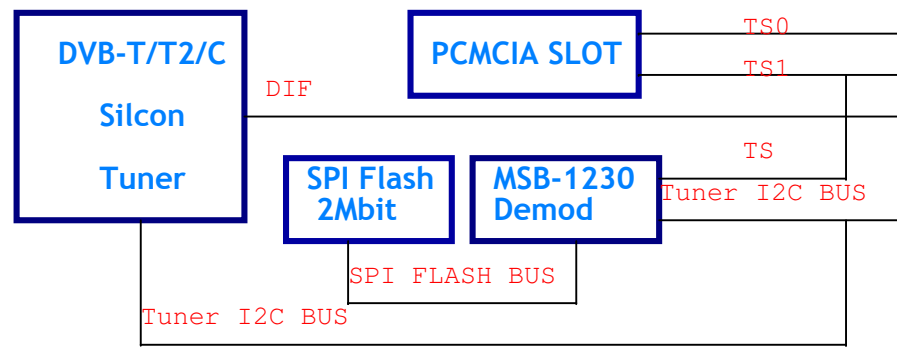 DVB-T/T2/C
Silcon
Tuner
DIF
PCMCIA SLOT
TS0
TS1
SPI Flash
2Mbit
MSB-1230
Demod
TS
Tuner I2C BUS
SPI FLASH BUS
Tuner I2C BUS